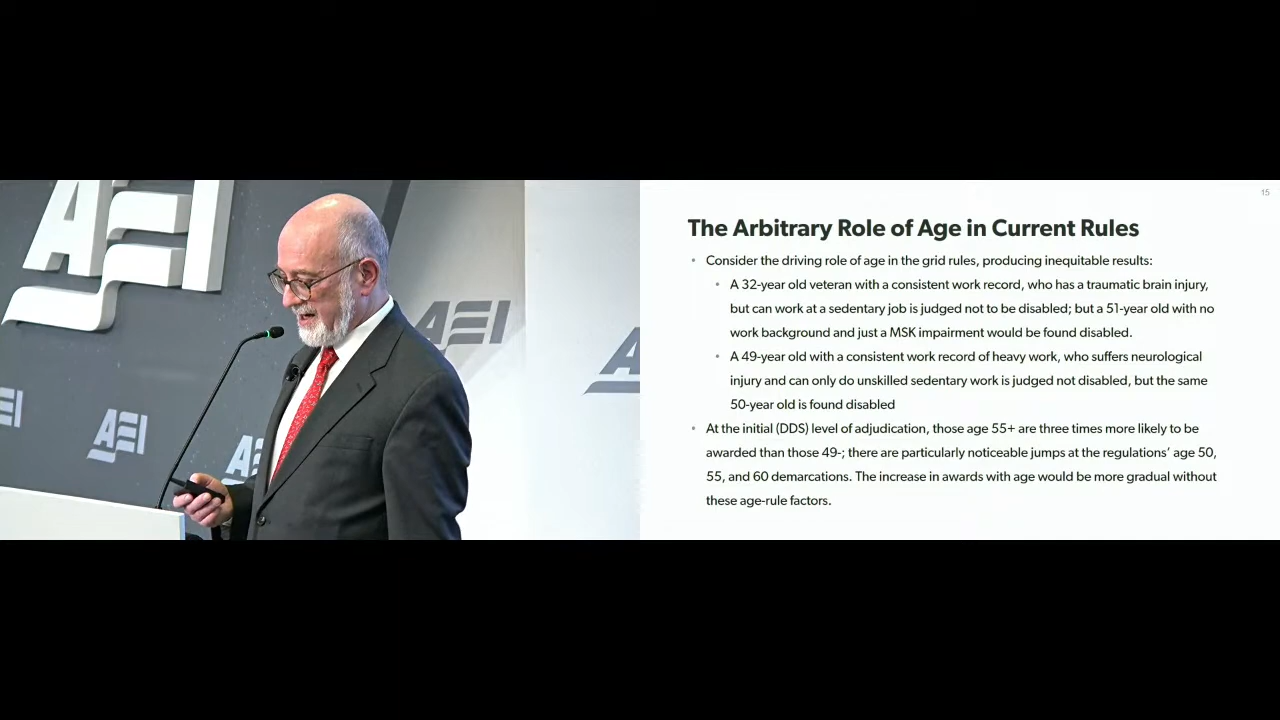 AEI
AEI
AEI
AEI
A
EI
15
The Arbitrary Role of Age in Current Rules
• Consider the driving role of age in the grid rules, producing inequitable results:
• A 32-year old veteran with a consistent work record, who has a traumatic brain injury,
but can work at a sedentary job is judged not to be disabled; but a 51-year old with no
work background and just a MSK impairment would be found disabled.
• A 49-year old with a consistent work record of heavy work, who suffers neurological
injury and can only do unskilled sedentary work is judged not disabled, but the same
50-year old is found disabled
• At the initial (DDS) level of adjudication, those age 55+ are three times more likely to be
awarded than those 49-; there are particularly noticeable jumps at the regulations’ age 50,
55, and 60 demarcations. The increase in awards with age would be more gradual without
these age-rule factors.